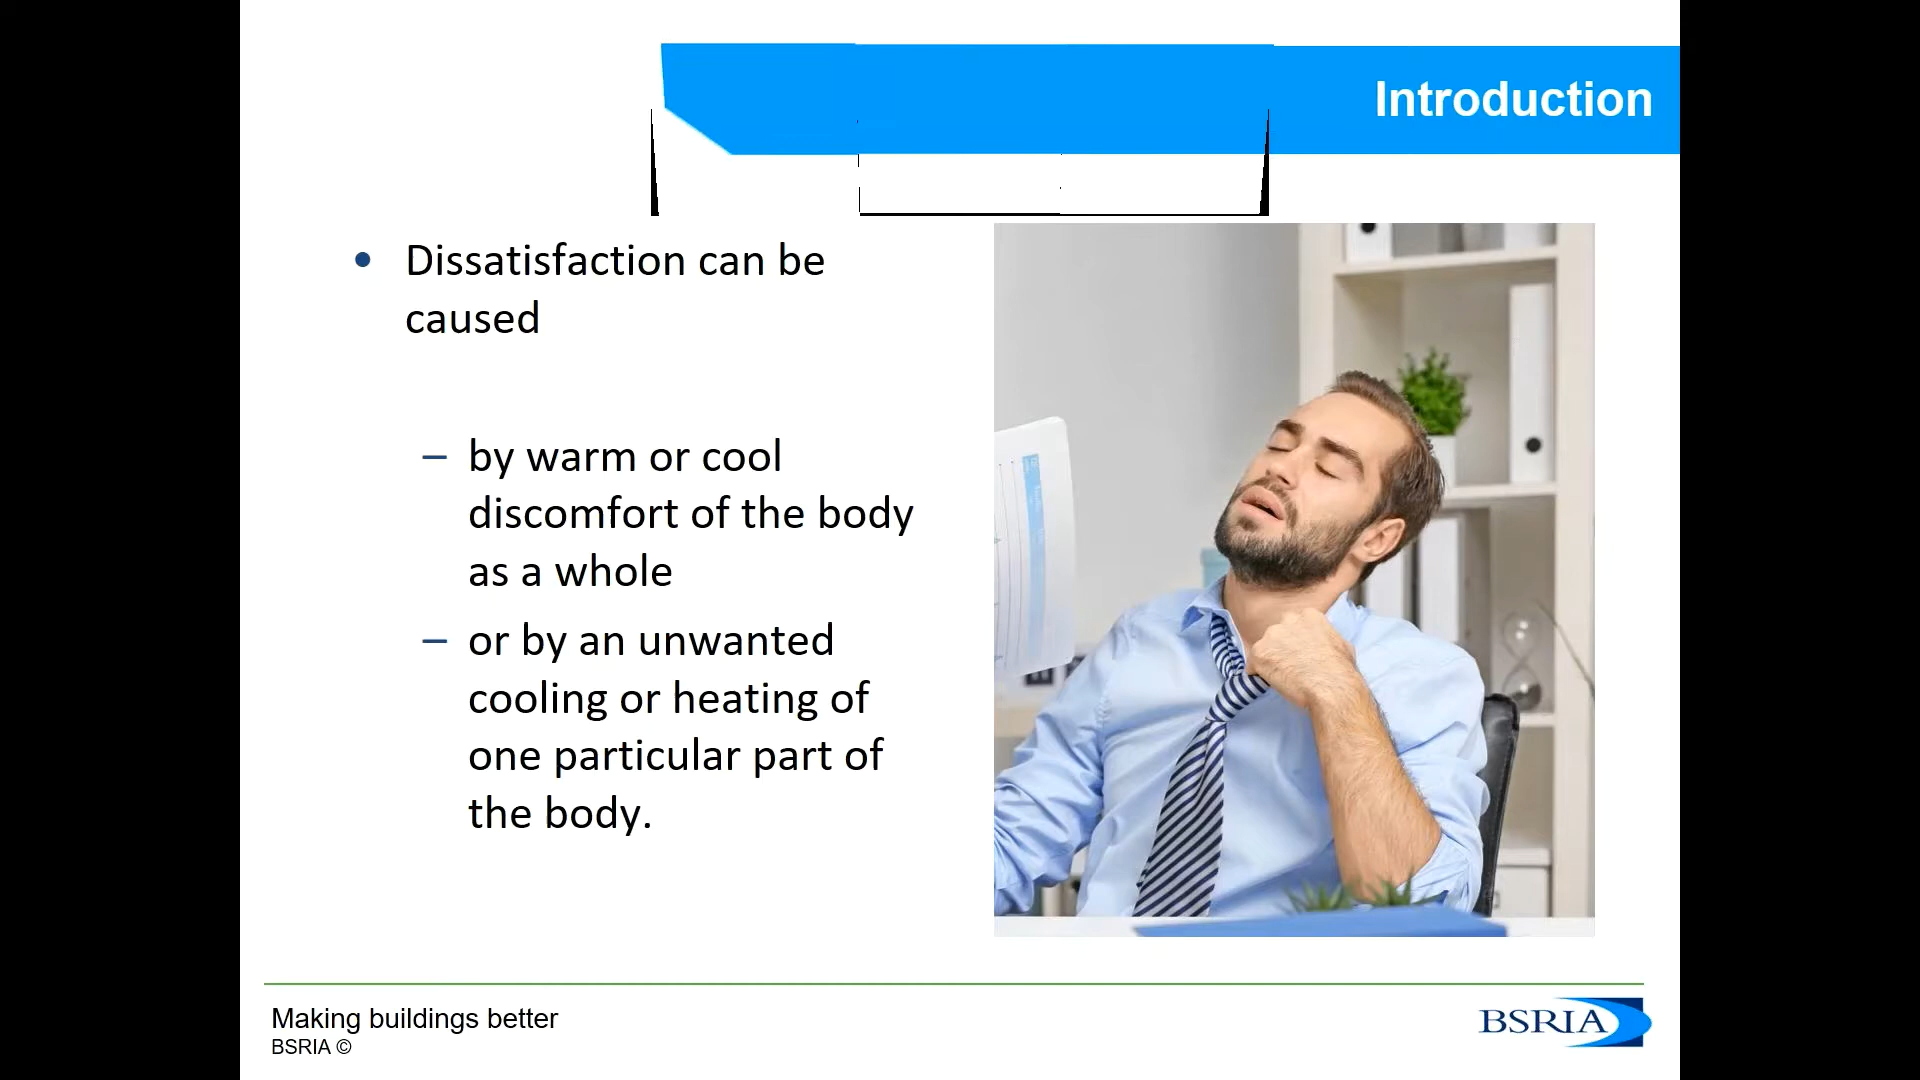 Introduction
• Dissatisfaction can be
caused
– by warm or cool
discomfort of the body
as a whole
– or by an unwanted
cooling or heating of
one particular part of
the body.
Making buildings better
BSRIA ©
BSRIA